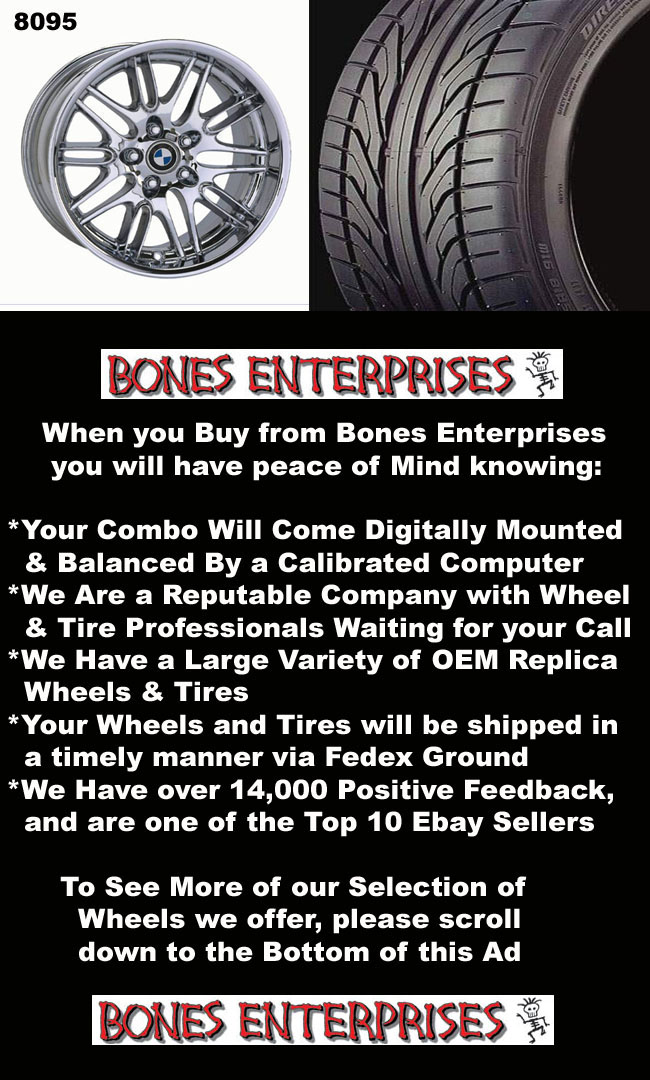 8095
DIRE
BONES ENTERPRISES
When you Buy from Bones Enterprises
you will have peace of Mind knowing:
*Your Combo Will Come Digitally Mounted
& Balanced By a Calibrated Computer
*We Are a Reputable Company with Wheel
& Tire Professionals Waiting for your Call
*We Have a Large Variety of OEM Replica
Wheels & Tires
*Your Wheels and Tires will be shipped in
a timely manner via Fedex Ground
*We Have over 14,000 Positive Feedback,
and are one of the Top 10 Ebay Sellers
To See More of our Selection of
Wheels we offer, please scroll
down to the Bottom of this Ad
BONES ENTERPRISES